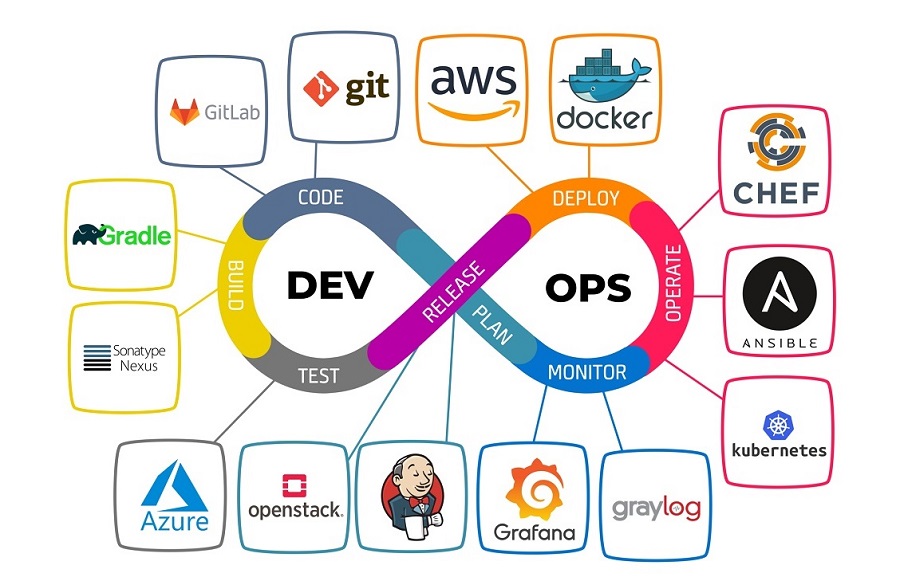 GitLab
git
aws
docker
CHEF
CODE
DEPLOY
Gradle
BUILD
DEV
RELEASE
OPS
OPERATE
ANSIBLE
Sonatype
Nexus
PLAN
TEST
MONITOR
kubernetes
Azure
openstack.
Grafana
graylog